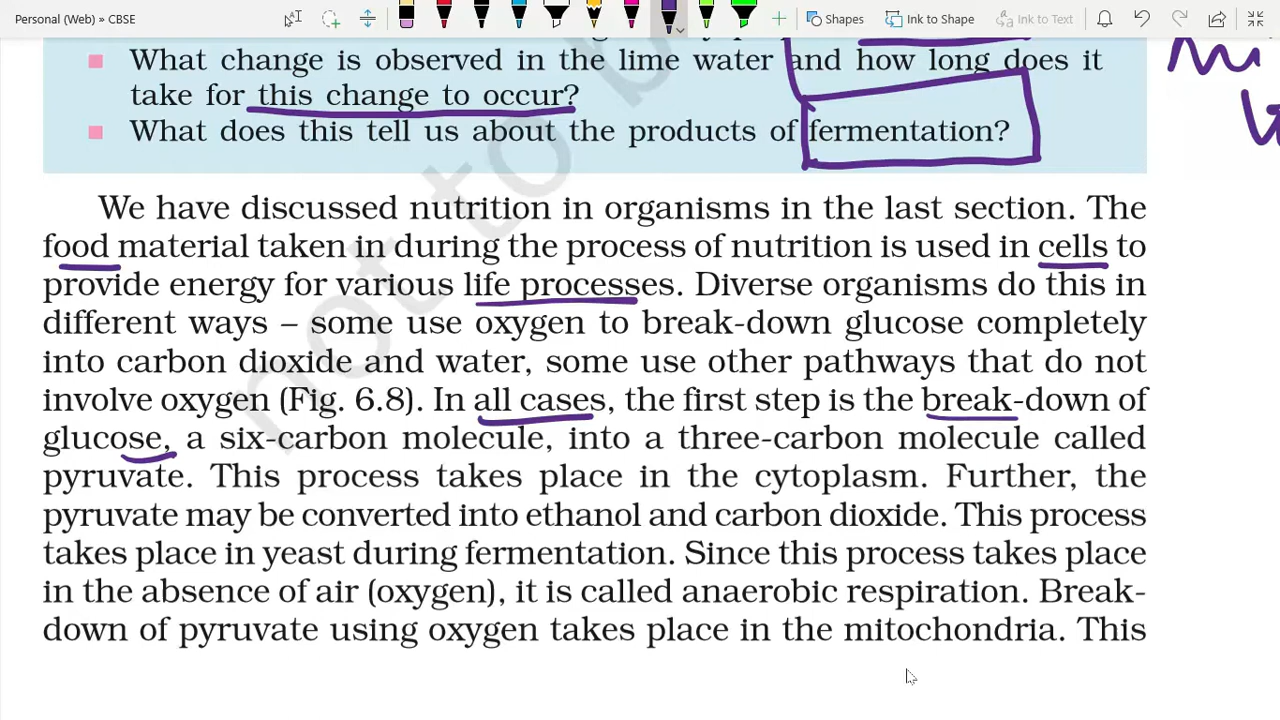 Personal (Web) » CBSE
Shapes
Ink to Shape
Ink to Text
What change is observed in the lime water and how long does it
take for this change to occur?
What does this tell us about the products of fermentation?
We have discussed nutrition in organisms in the last section. The
food material taken in during the process of nutrition is used in cells to
provide energy for various life processes. Diverse organisms do this in
different ways – some use oxygen to break-down glucose completely
into carbon dioxide and water, some use other pathways that do not
involve oxygen (Fig. 6.8). In all cases, the first step is the break-down of
glucose, a six-carbon molecule, into a three-carbon molecule called
pyruvate. This process takes place in the cytoplasm. Further, the
pyruvate may be converted into ethanol and carbon dioxide. This process
takes place in yeast during fermentation. Since this process takes place
in the absence of air (oxygen), it is called anaerobic respiration. Break-
down of pyruvate using oxygen takes place in the mitochondria. This
not to b